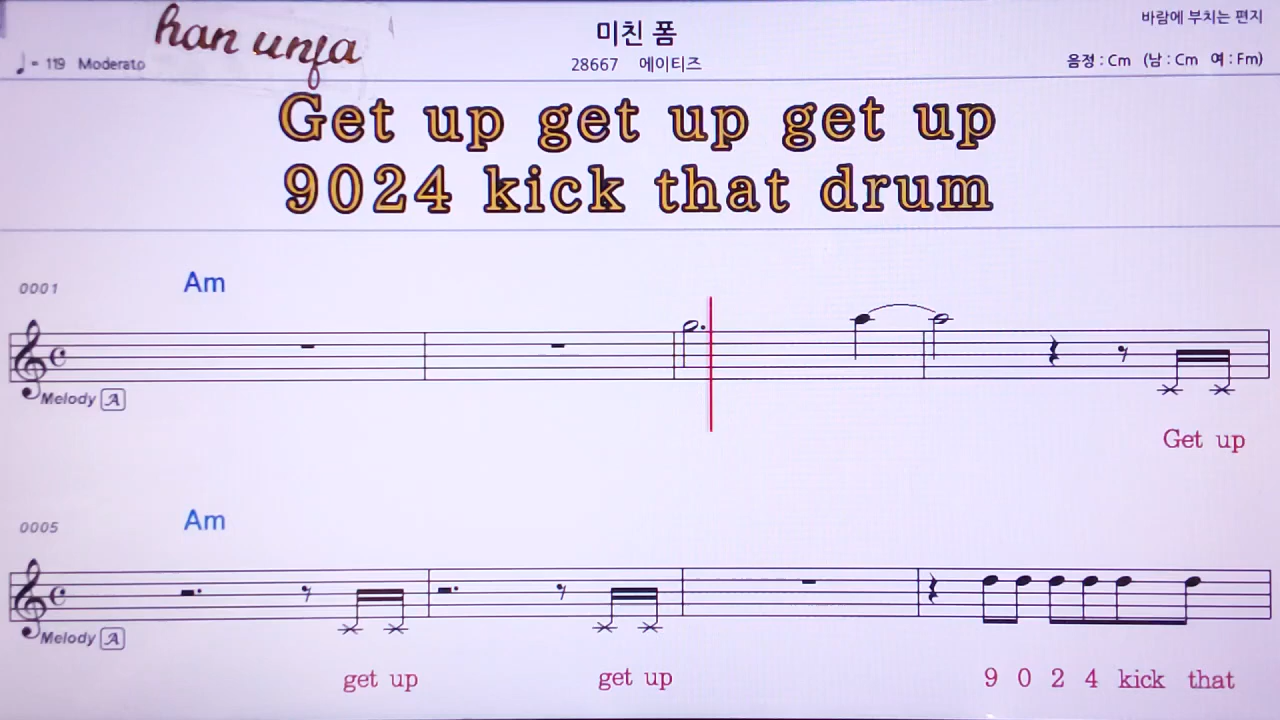 han unfa
미친 폼
바람에 부치는 편지
♩= 119 Moderato
28667 에이티즈
음정 : Cm (남 : Cm 여 : Fm)
Get up get up get up
9024 kick that drum
0001
Am
Melody A
Get up
0005
Am
Melody A
get up get up 9 0 2 4 kick that